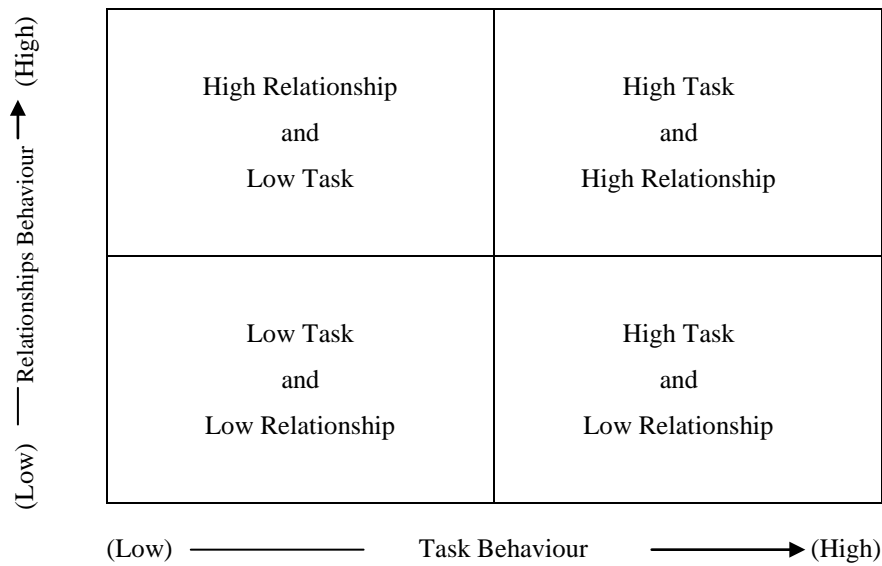 (High)
Relationships Behaviour
(Low)
High Relationship
and
Low Task
High Task
and
High Relationship
Low Task
and
Low Relationship
High Task
and
Low Relationship
(Low) Task Behaviour (High)